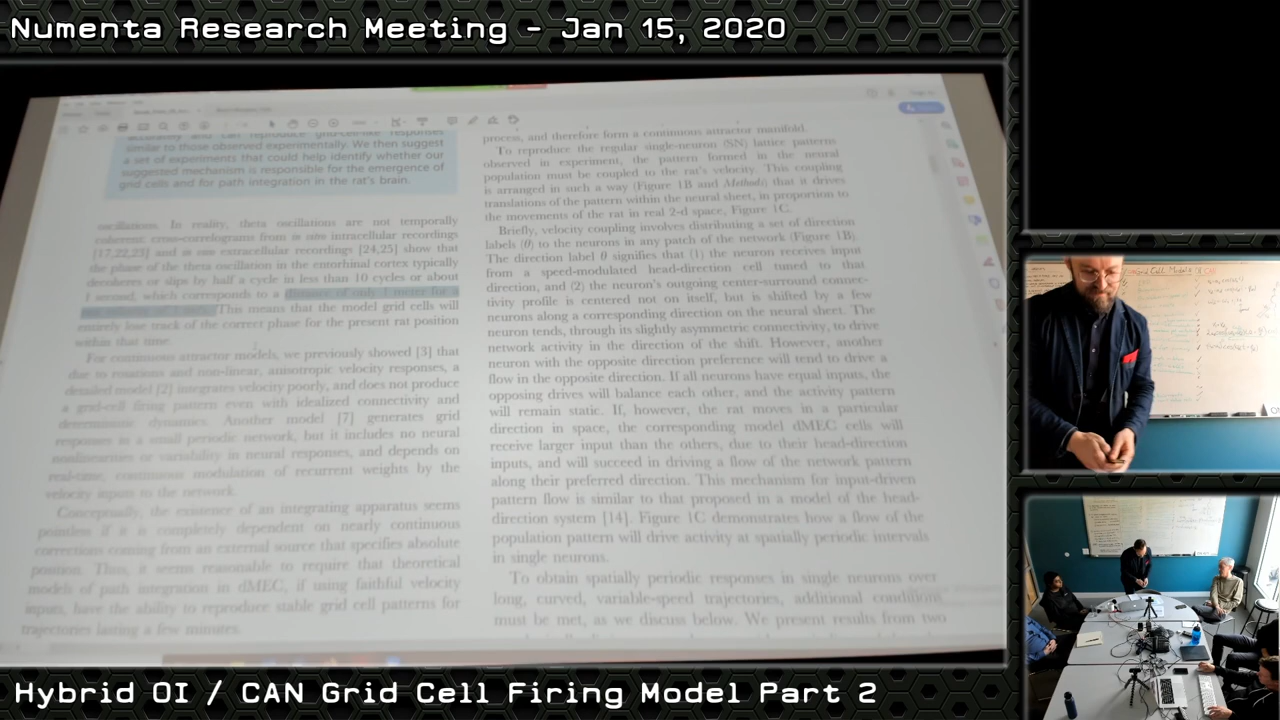 Numenta Research Meeting - Jan 15, 2020
accurately and can reproduce grid-cell-like responses
similar to those observed experimentally. We then suggest
a set of experiments that could help identify whether our
suggested mechanism is responsible for the emergence of
grid cells and for path integration in the rat's brain.
oscillations. In reality, theta oscillations are not temporally
coherent: cross-correlograms from in vivo intracellular recordings
[17,22,23] and in vivo extracellular recordings [24,25] show that
the phase of the theta oscillation in the entorhinal cortex typically
decoheres or slips by half a cycle in less than 10 cycles or about
1 second, which corresponds to a distance of only 1 meter for a
This means that the model grid cells will
entirely lose track of the correct phase for the present rat position
within that time.
For continuous attractor models, we previously showed [3] that
due to rotations and non-linear, anisotropic velocity responses, a
detailed model [2] integrates velocity poorly, and does not produce
a grid-cell firing pattern even with idealized connectivity and
deterministic dynamics. Another model [7] generates grid
responses in a small periodic network, but it includes no neural
nonlinearities or variability in neural responses, and depends on
real-time, continuous modulation of recurrent weights by the
velocity inputs to the network.
Conceptually, the existence of an integrating apparatus seems
pointless if it is completely dependent on nearly continuous
corrections coming from an external source that specifies absolute
position. Thus, it seems reasonable to require that theoretical
models of path integration in dMEC, if using faithful velocity
inputs, have the ability to reproduce stable grid cell patterns for
trajectories lasting a few minutes.
process, and therefore form a continuous attractor manifold.
To reproduce the regular single-neuron (SN) lattice patterns
observed in experiment, the pattern formed in the neural
population must be coupled to the rat's velocity. This coupling
is arranged in such a way (Figure 1B and Methods) that it drives
translations of the pattern within the neural sheet, in proportion to
the movements of the rat in real 2-d space, Figure 1C.
Briefly, velocity coupling involves distributing a set of direction
labels (θ) to the neurons in any patch of the network (Figure 1B).
The direction label θ signifies that (1) the neuron receives input
from a speed-modulated head-direction cell tuned to that
direction, and (2) the neuron's ongoing center-surround connec-
tivity profile is centered not on itself, but is shifted by a few
neurons along a corresponding direction on the neural sheet. The
neuron tends, through its slightly asymmetric connectivity, to drive
network activity in the direction of the shift. However, another
neuron with the opposite direction preference will tend to drive a
flow in the opposite direction. If all neurons have equal inputs, the
opposing drives will balance each other, and the activity pattern
will remain static. If, however, the rat moves in a particular
direction in space, the corresponding model dMEC cells will
receive larger input than the others, due to their head-direction
inputs, and will succeed in driving a flow of the network pattern
along their preferred direction. This mechanism for input-driven
pattern flow is similar to that proposed in a model of the head-
direction system [14]. Figure 1C demonstrates how a flow of the
population pattern will drive activity at spatially periodic intervals
in single neurons.
To obtain spatially periodic responses in single neurons over
long, curved, variable-speed trajectories, additional conditions
must be met, as we discuss below. We present results from two
Hybrid OI / CAN Grid Cell Firing Model Part 2